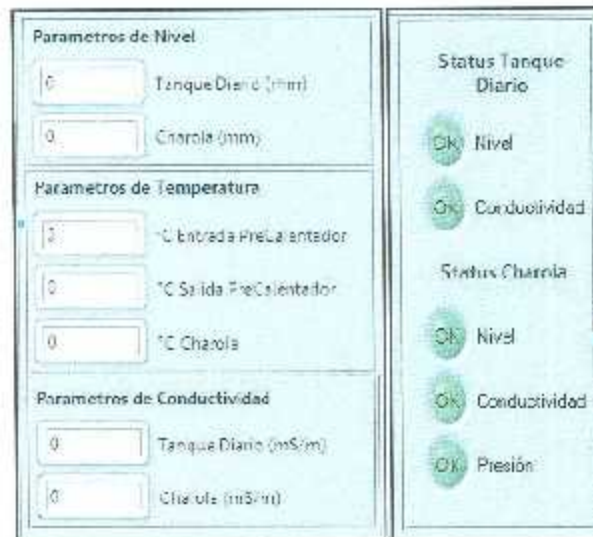 Parametros de Nivel
0 Tanque Diario (mm)
0 Charola (mm)
Parametros de Temperatura
0 °C Entrada PreCalentador
0 °C Salida PreCalentador
0 °C Charola
Parametros de Conductividad
0 Tanque Diario (mS/m)
0 Charola (mS/m)
Status Tanque
Diario
OK Nivel
OK Conductividad
Status Charola
OK Nivel
OK Conductividad
OK Presión